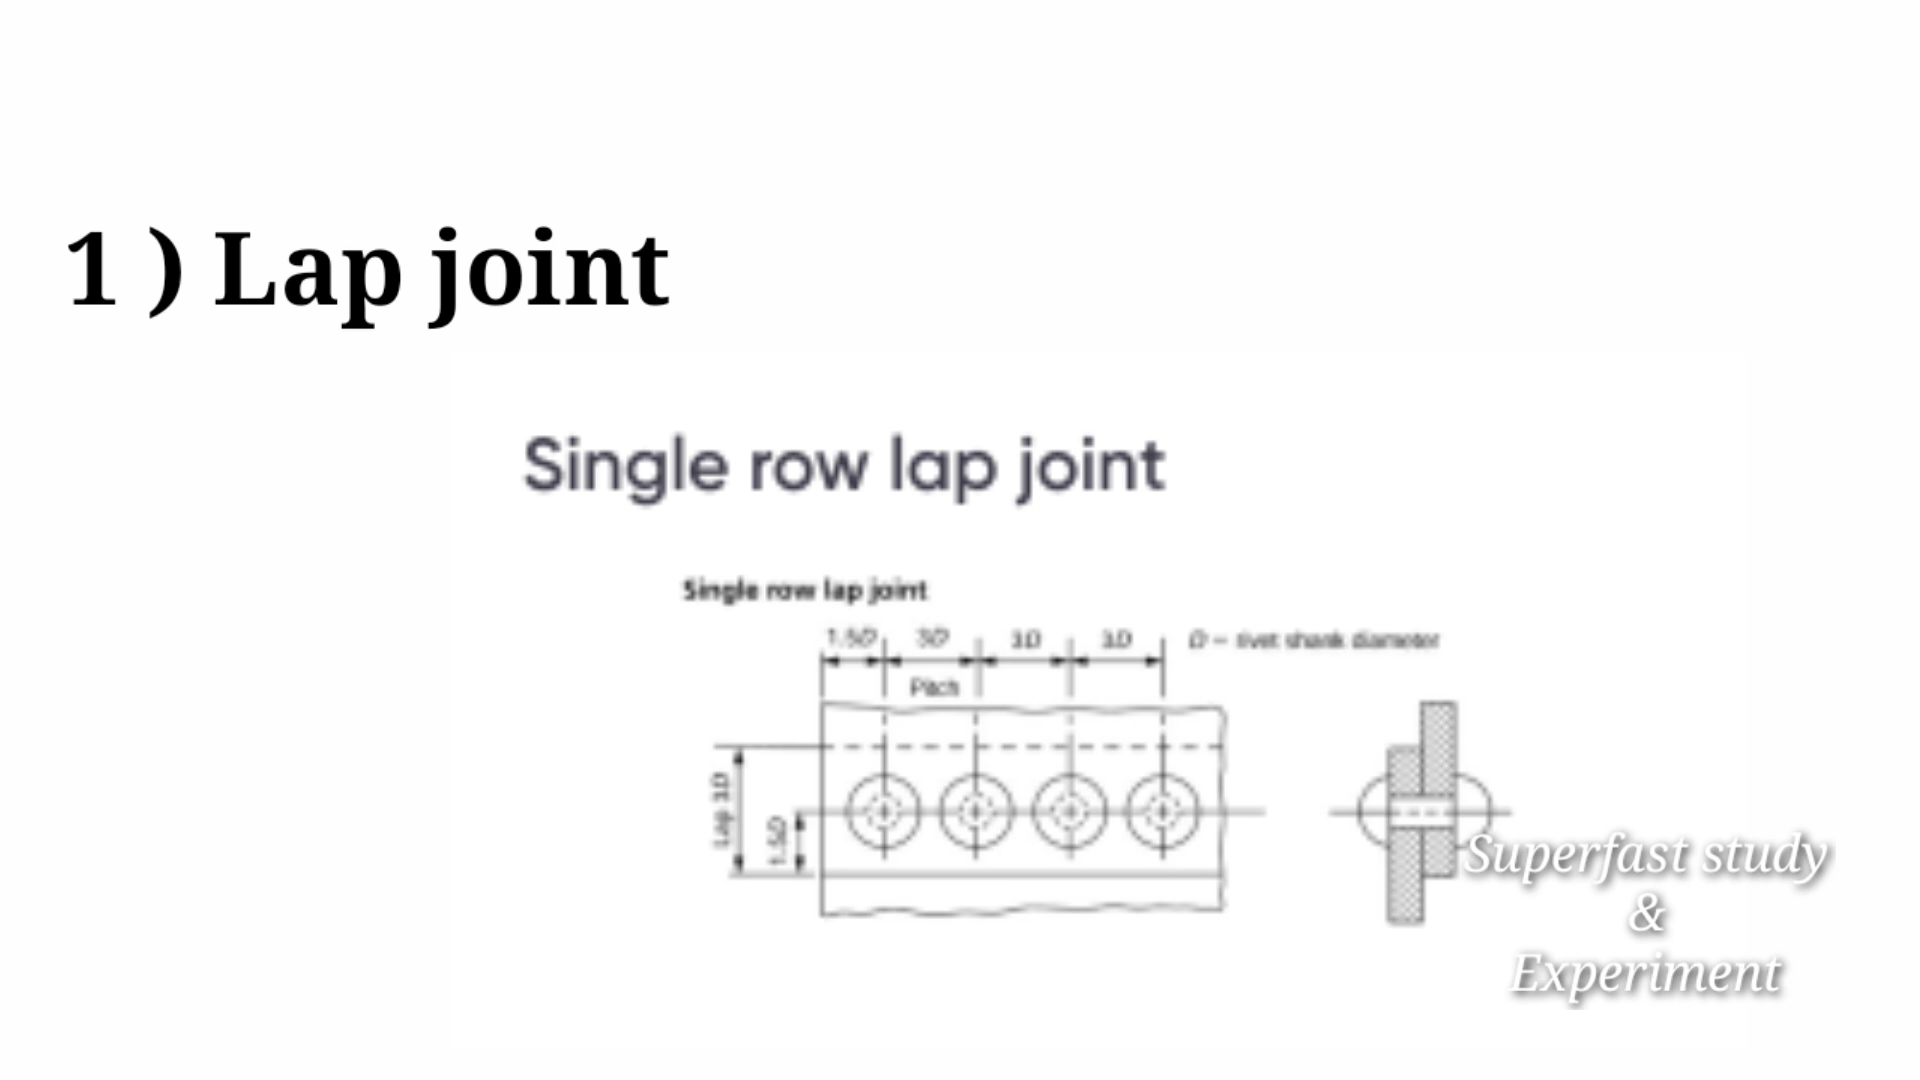 1 ) Lap joint
Single row lap joint
Single row lap joint
1.5D 3D 3D 3D D – rivet shank diameter
Pitch
Lap 3D
1.5D
Superfast study
&
Experiment